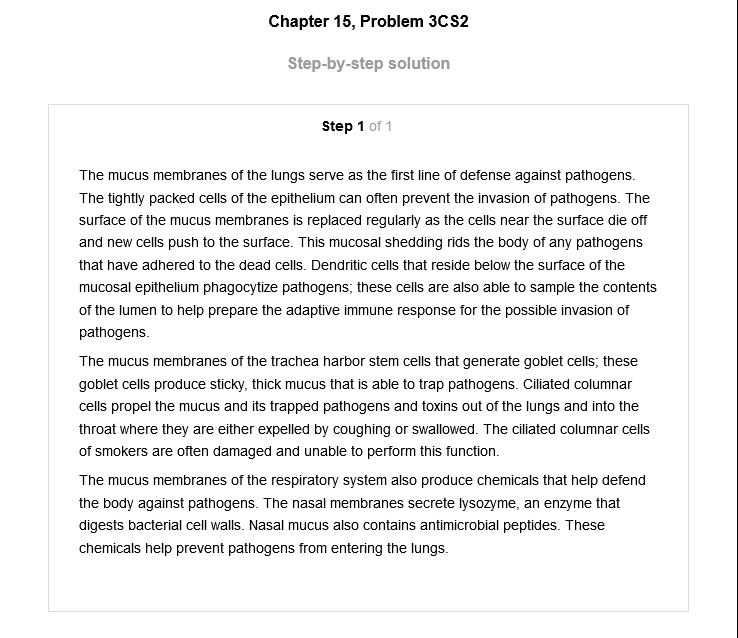 Chapter 15, Problem 3CS2
Step-by-step solution
Step 1 of 1
The mucus membranes of the lungs serve as the first line of defense against pathogens.
The tightly packed cells of the epithelium can often prevent the invasion of pathogens. The
surface of the mucus membranes is replaced regularly as the cells near the surface die off
and new cells push to the surface. This mucosal shedding rids the body of any pathogens
that have adhered to the dead cells. Dendritic cells that reside below the surface of the
mucosal epithelium phagocytize pathogens; these cells are also able to sample the contents
of the lumen to help prepare the adaptive immune response for the possible invasion of
pathogens.
The mucus membranes of the trachea harbor stem cells that generate goblet cells; these
goblet cells produce sticky, thick mucus that is able to trap pathogens. Ciliated columnar
cells propel the mucus and its trapped pathogens and toxins out of the lungs and into the
throat where they are either expelled by coughing or swallowed. The ciliated columnar cells
of smokers are often damaged and unable to perform this function.
The mucus membranes of the respiratory system also produce chemicals that help defend
the body against pathogens. The nasal membranes secrete lysozyme, an enzyme that
digests bacterial cell walls. Nasal mucus also contains antimicrobial peptides. These
chemicals help prevent pathogens from entering the lungs.